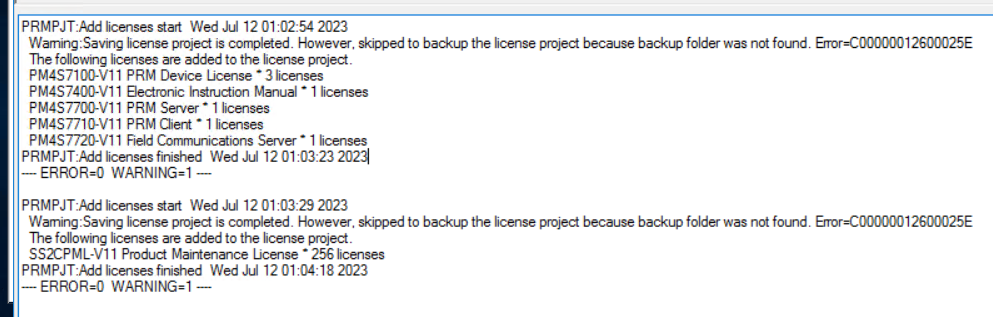 PRMPJT:Add licenses start  Wed Jul 12 01:02:54 2023
Warning:Saving license project is completed. However, skipped to backup the license project because backup folder was not found. Error=C00000012600025E
The following licenses are added to the license project.
PM4S7100-V11 PRM Device License * 3 licenses
PM4S7400-V11 Electronic Instruction Manual * 1 licenses
PM4S7700-V11 PRM Server * 1 licenses
PM4S7710-V11 PRM Client * 1 licenses
PM4S7720-V11 Field Communications Server * 1 licenses
PRMPJT:Add licenses finished  Wed Jul 12 01:03:23 2023
---- ERROR=0  WARNING=1 ----
PRMPJT:Add licenses start  Wed Jul 12 01:03:29 2023
Warning:Saving license project is completed. However, skipped to backup the license project because backup folder was not found. Error=C00000012600025E
The following licenses are added to the license project.
SS2CPML-V11 Product Maintenance License * 256 licenses
PRMPJT:Add licenses finished  Wed Jul 12 01:04:18 2023
---- ERROR=0  WARNING=1 ----